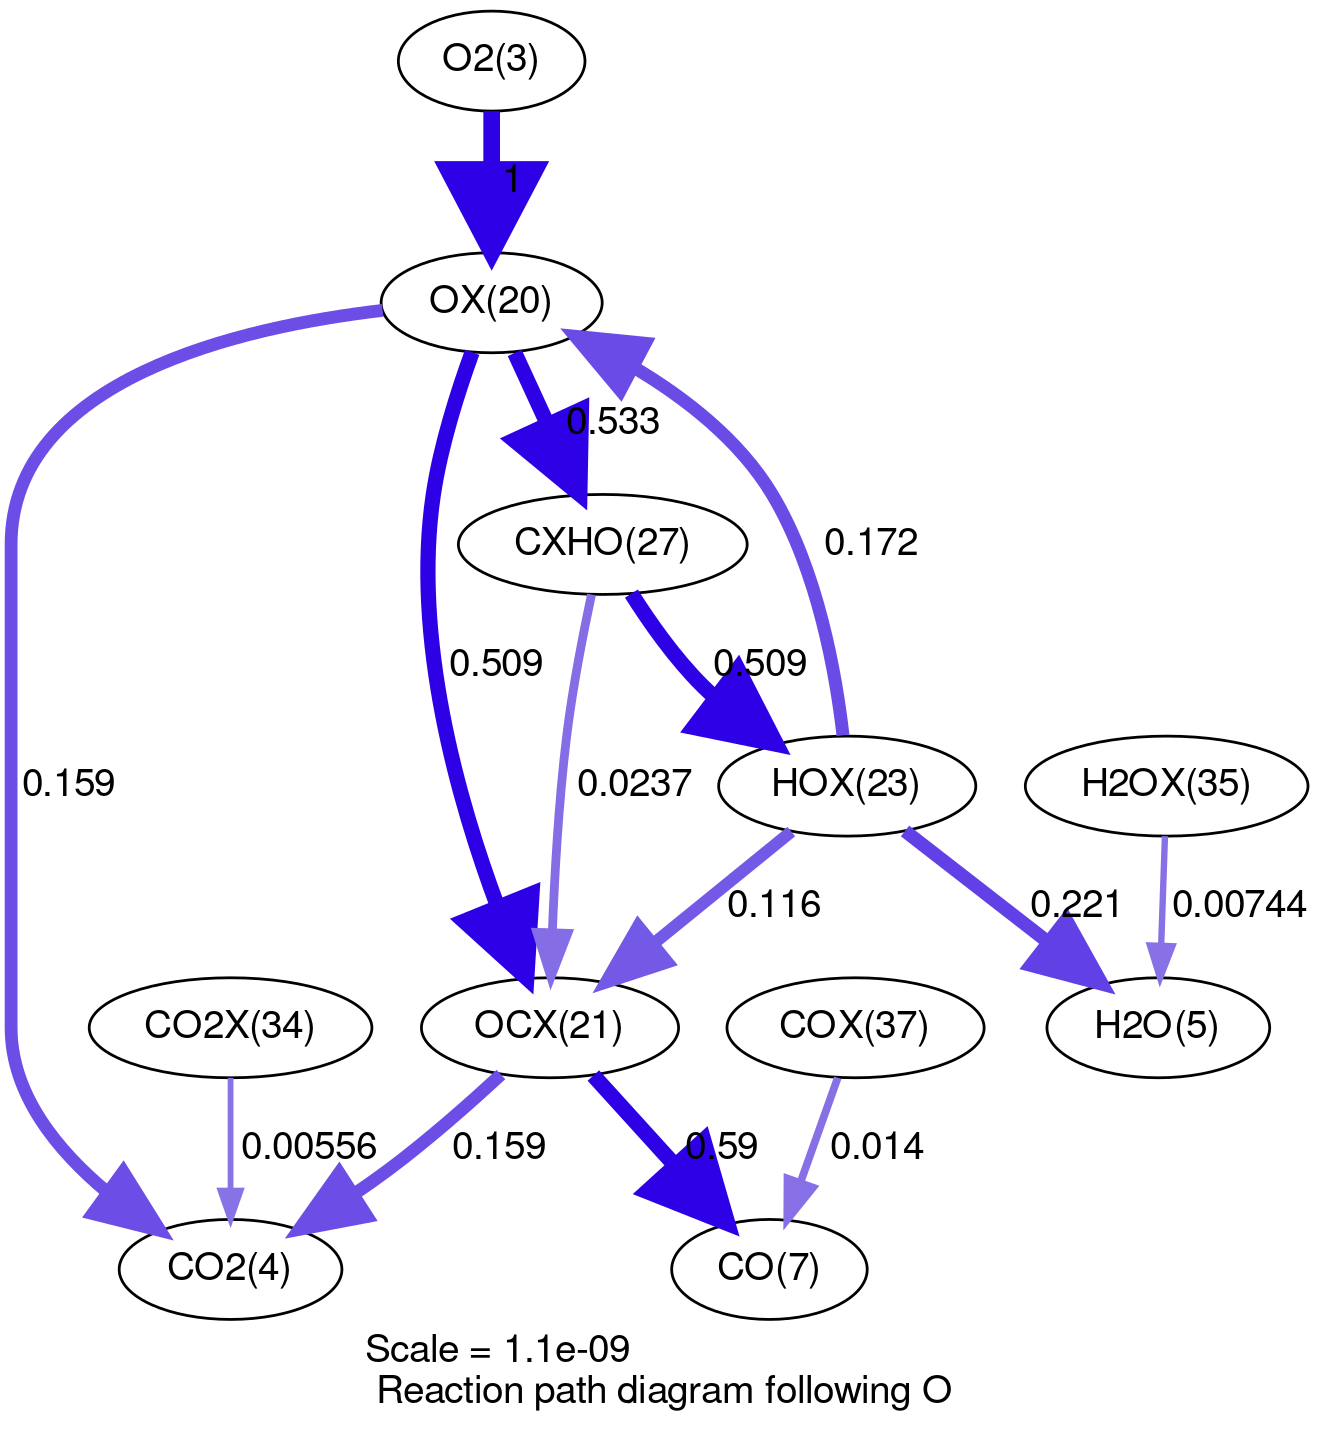 O2(3)
1
OX(20)
0.533
CXHO(27)
0.172
0.509
0.509
0.159
0.0237
HOX(23)
H2OX(35)
0.116
0.221
0.00744
CO2X(34)
OCX(21)
COX(37)
H2O(5)
0.00556
0.159
0.59
0.014
CO2(4)
CO(7)
Scale = 1.1e-09
Reaction path diagram following O